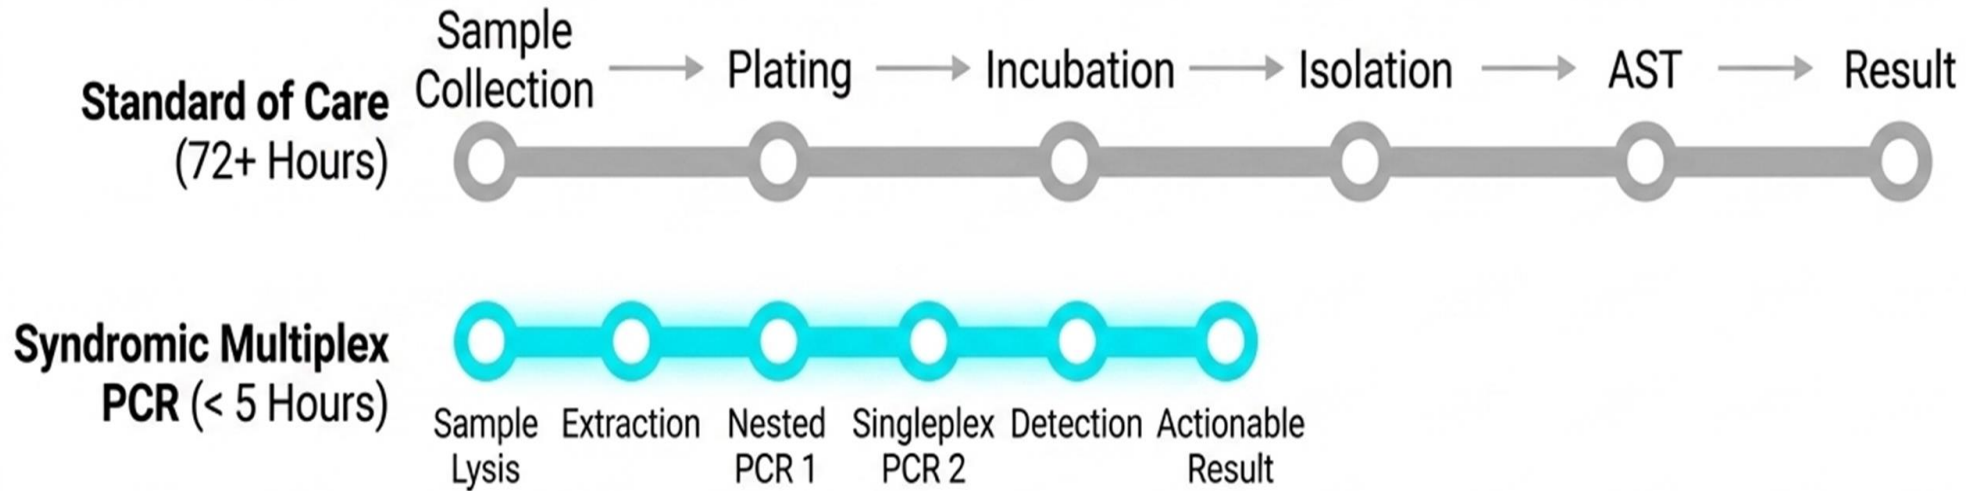 Standard of Care
(72+ Hours)
Sample
Collection
Plating
Incubation
Isolation
AST
Result
Syndromic Multiplex
PCR (< 5 Hours)
Sample
Lysis
Extraction
Nested
PCR 1
Singleplex
PCR 2
Detection
Actionable
Result